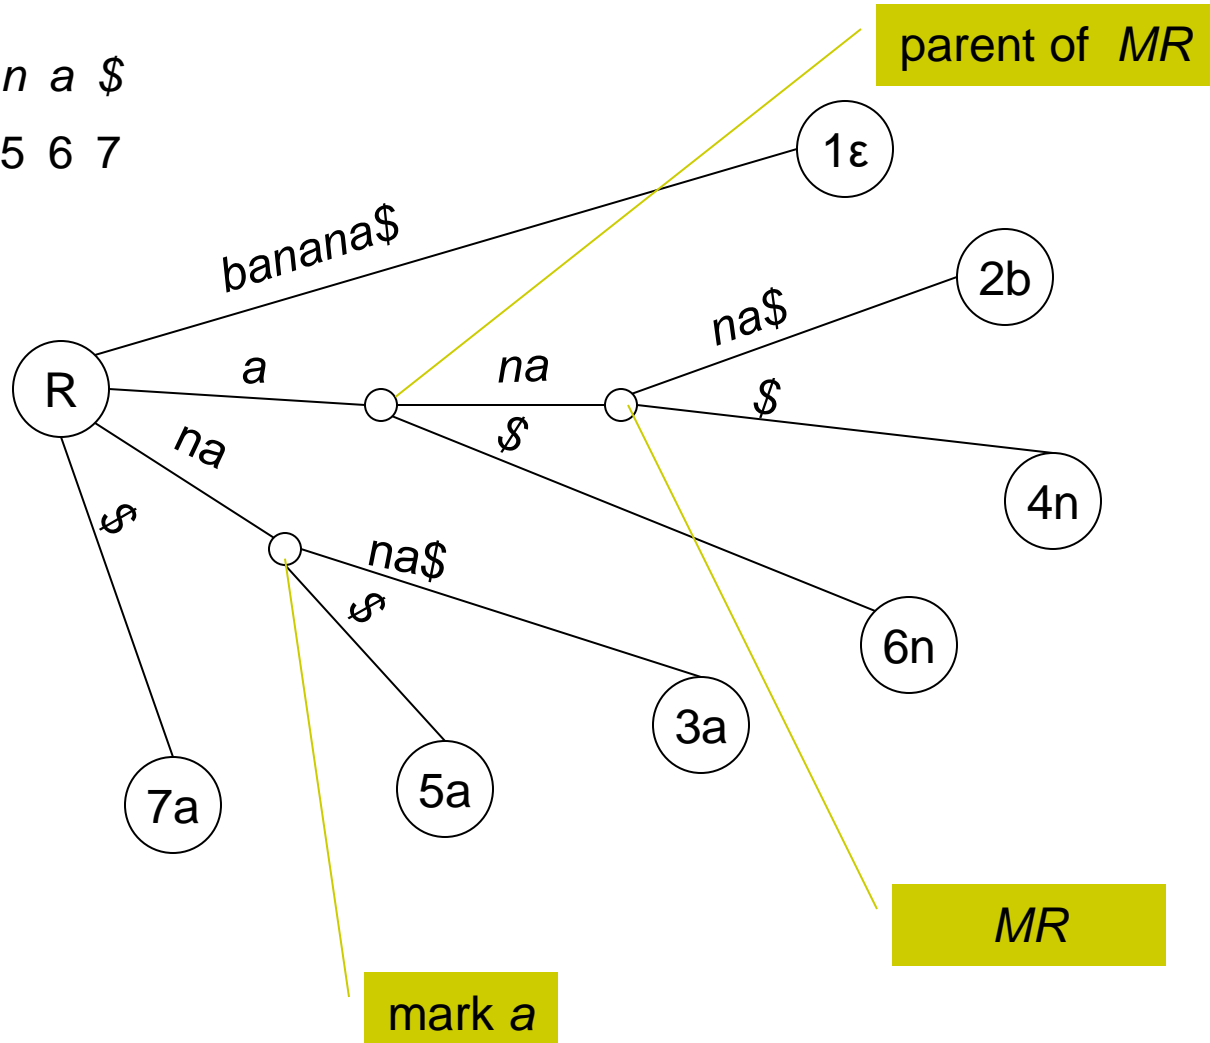 parent of MR
n a $
5 6 7
1ε
banana$
2b
na$
a
na
R
$
$
na
4n
$
na$
$
6n
3a
5a
7a
MR
mark a